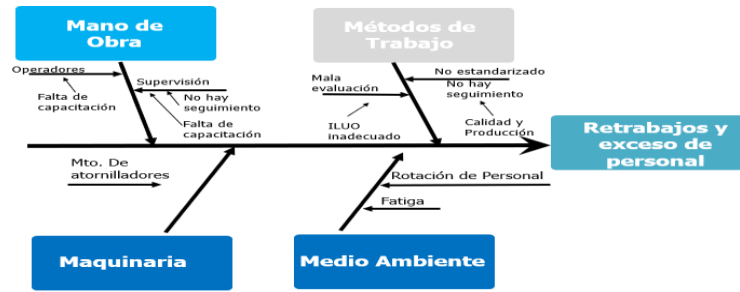 Mano de
Obra
Métodos de
Trabajo
Operadores
Falta de
capacitación
Supervisión
No hay
seguimiento
Falta de
capacitación
Mala
evaluación
ILUO
inadecuado
No estandarizado
No hay
seguimiento
Calidad y
Producción
Retrabajos y
exceso de
personal
Mto. De
atornilladores
Rotación de Personal
Fatiga
Maquinaria
Medio Ambiente